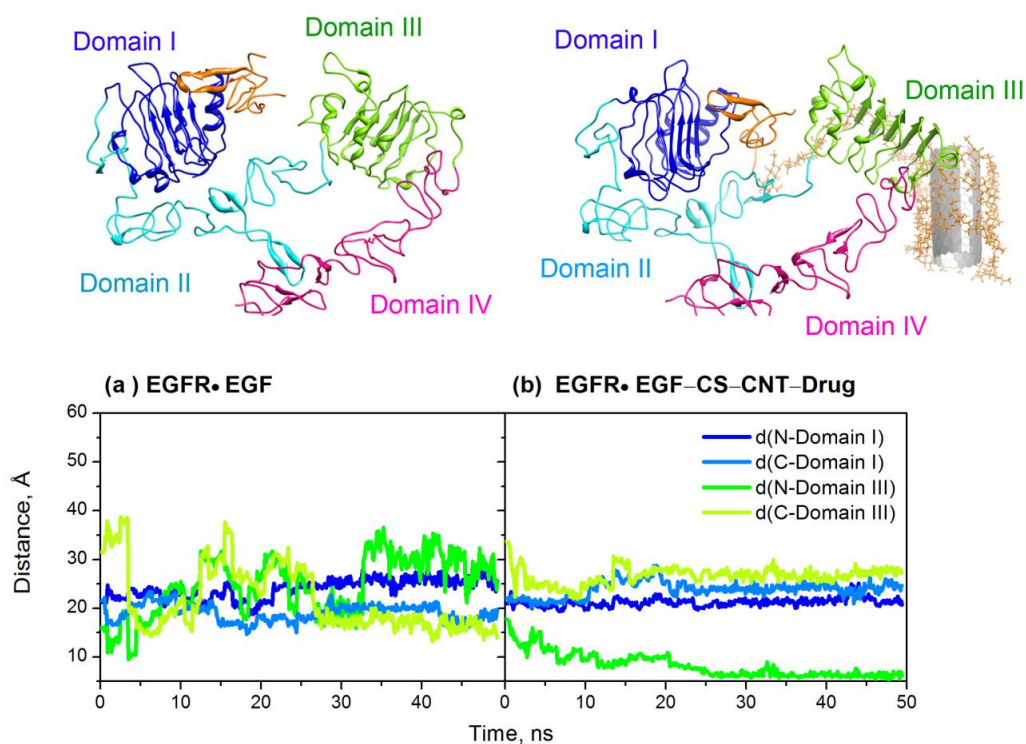 Domain I
Domain III
Domain II
Domain IV
Domain I
Domain III
Domain II
Domain IV
(a ) EGFR• EGF
(b) EGFR• EGF–CS–CNT–Drug
60
50
40
30
20
10
Distance, Å
d(N-Domain I)
d(C-Domain I)
d(N-Domain III)
d(C-Domain III)
0 10 20 30 40 0 10 20 30 40 50
Time, ns